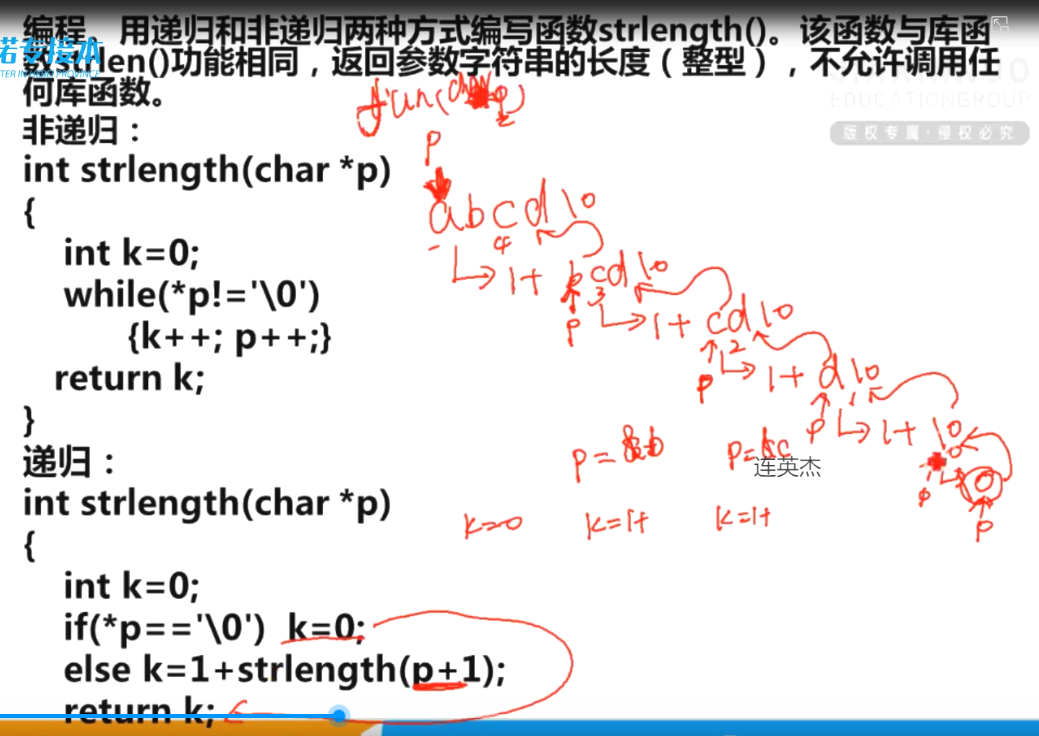 编程，用递归和非递归两种方式编写函数strlength()。该函数与库函
数strlen()功能相同，返回参数字符串的长度（整型），不允许调用任
何库函数。
诺专接本
EDUCATIONGROUP
版权专属·侵权必究
非递归：
int strlength(char *p)
{
int k=0;
while(*p!='\0')
{k++; p++;}
return k;
}
递归：
int strlength(char *p)
{
int k=0;
if(*p=='\0') k=0;
else k=1+strlength(p+1);
return k;
fun(
p
abcd\0
4
1+ bcd\0
3
p
1+ cd\0
2
p
1+ d\0
1
p
1+ \0
0
p
0
p
p=&b
p=&c
连英杰
k=0
k=1+
k=1+